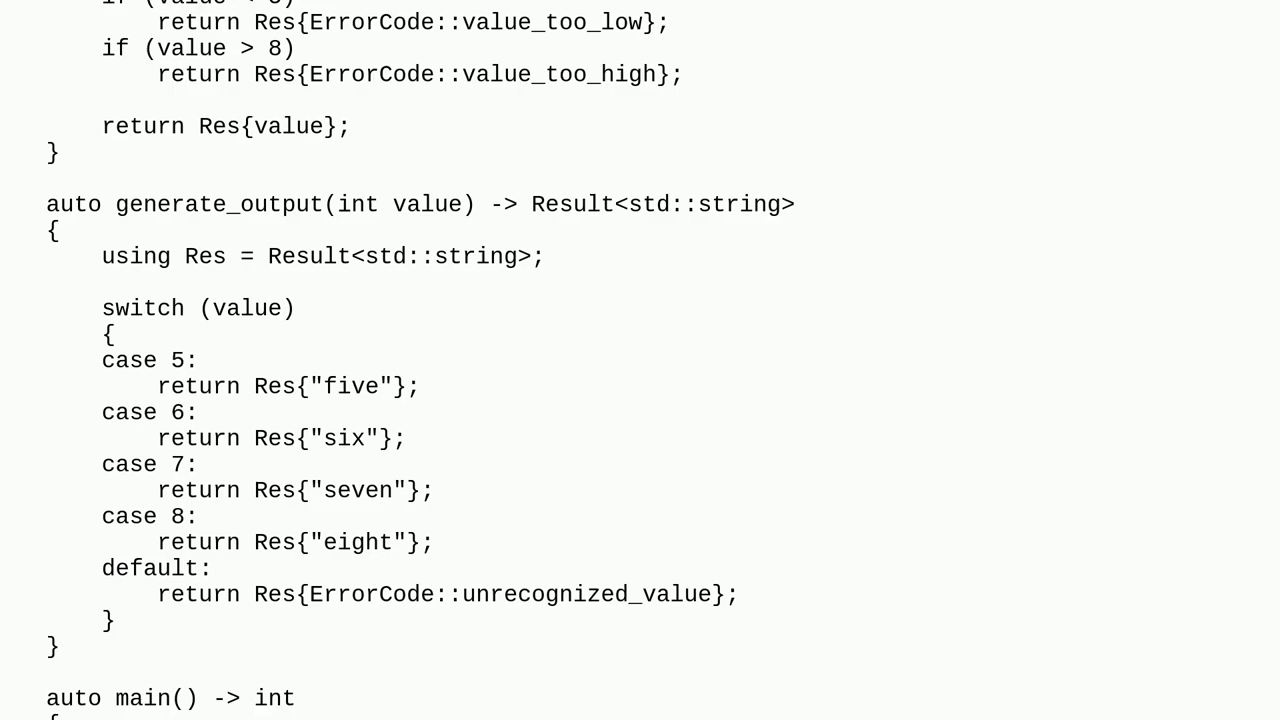 return Res{ErrorCode::value_too_low};
if (value > 8)
return Res{ErrorCode::value_too_high};
return Res{value};
}
auto generate_output(int value) -> Result<std::string>
{
using Res = Result<std::string>;
switch (value)
{
case 5:
return Res{"five"};
case 6:
return Res{"six"};
case 7:
return Res{"seven"};
case 8:
return Res{"eight"};
default:
return Res{ErrorCode::unrecognized_value};
}
}
auto main() -> int
{